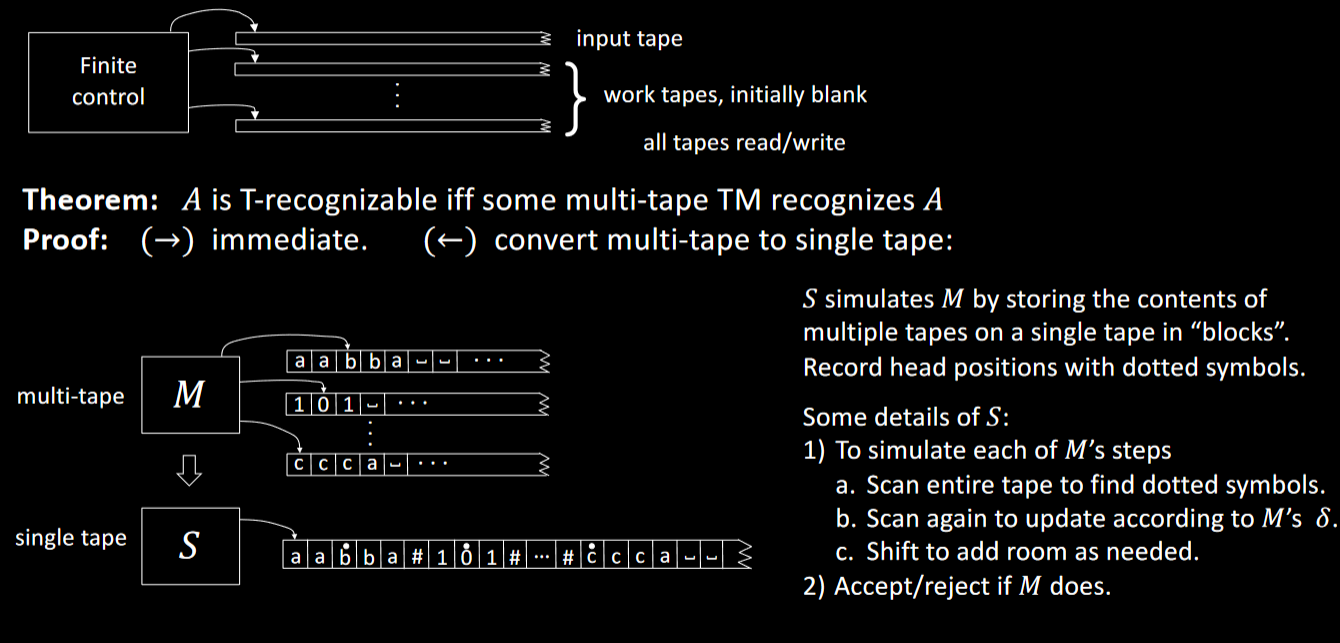 Finite
control
input tape
work tapes, initially blank
⋮
all tapes read/write
Theorem: A is T-recognizable iff some multi-tape TM recognizes A
Proof: (→) immediate. (←) convert multi-tape to single tape:
S simulates M by storing the contents of
multiple tapes on a single tape in “blocks”.
Record head positions with dotted symbols.
multi-tape
M
a a b b a ⌴ ⌴ ···
1 0 1 ⌴ ···
⋮
c c c a ⌴ ···
Some details of S:
1) To simulate each of M’s steps
a. Scan entire tape to find dotted symbols.
b. Scan again to update according to M’s δ.
c. Shift to add room as needed.
2) Accept/reject if M does.
single tape
S
a a ḃ b a # 1 0̇ 1 # ··· # ċ c c a ⌴ ⌴